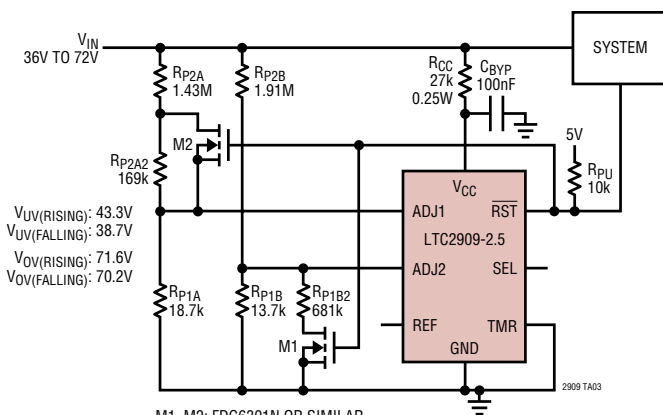 V_IN
36V TO 72V
R_P2A
1.43M
R_P2B
1.91M
R_CC
27k
0.25W
C_BYP
100nF
SYSTEM
M2
R_P2A2
169k
5V
R_PU
10k
V_UV(RISING): 43.3V
V_UV(FALLING): 38.7V
V_OV(RISING): 71.6V
V_OV(FALLING): 70.2V
V_CC
ADJ1
RST
LTC2909-2.5
ADJ2
SEL
REF
TMR
GND
R_P1A
18.7k
R_P1B
13.7k
R_P1B2
681k
M1
2909 TA03
M1, M2: FDG6301N OR SIMILAR